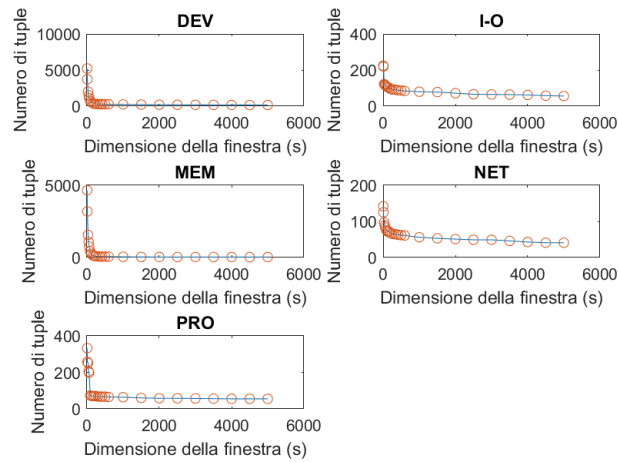 DEV
Numero di tuple
10000
5000
0
0 2000 4000 6000
Dimensione della finestra (s)
I-O
Numero di tuple
400
200
0
0 2000 4000 6000
Dimensione della finestra (s)
MEM
Numero di tuple
5000
0
0 2000 4000 6000
Dimensione della finestra (s)
NET
Numero di tuple
200
100
0
0 2000 4000 6000
Dimensione della finestra (s)
PRO
Numero di tuple
400
200
0
0 2000 4000 6000
Dimensione della finestra (s)